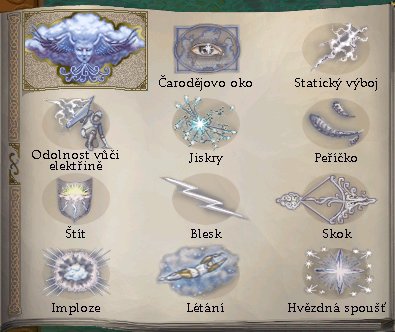 Čarodějovo oko
Statický výboj
Odolnost vůči
elektřině
Jiskry
Peříčko
Štít
Blesk
Skok
Imploze
Létání
Hvězdná spoušť